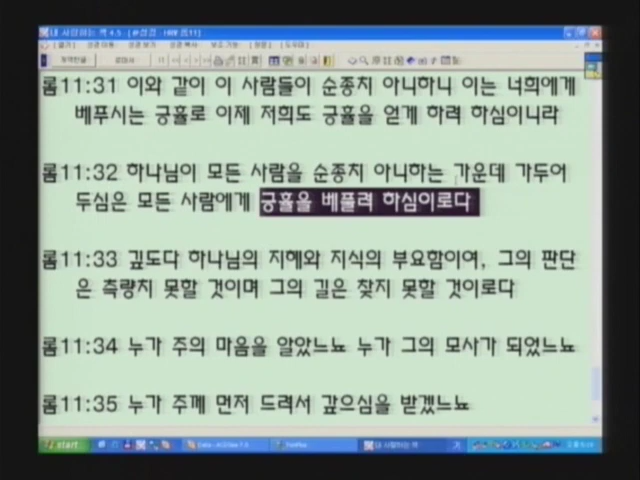 내 사랑하는 책 4.5
롬11:31 이와 같이 이 사람들이 순종치 아니하니 이는 너희에게
베푸시는 긍휼로 이제 저희도 긍휼을 얻게 하려 하심이니라
롬11:32 하나님이 모든 사람을 순종치 아니하는 가운데 가두어
두심은 모든 사람에게 긍휼을 베풀려 하심이로다
롬11:33 깊도다 하나님의 지혜와 지식의 부요함이여, 그의 판단
은 측량치 못할 것이며 그의 길은 찾지 못할 것이로다
롬11:34 누가 주의 마음을 알았느뇨 누가 그의 모사가 되었느뇨
롬11:35 누가 주께 먼저 드려서 갚으심을 받겠느뇨
start